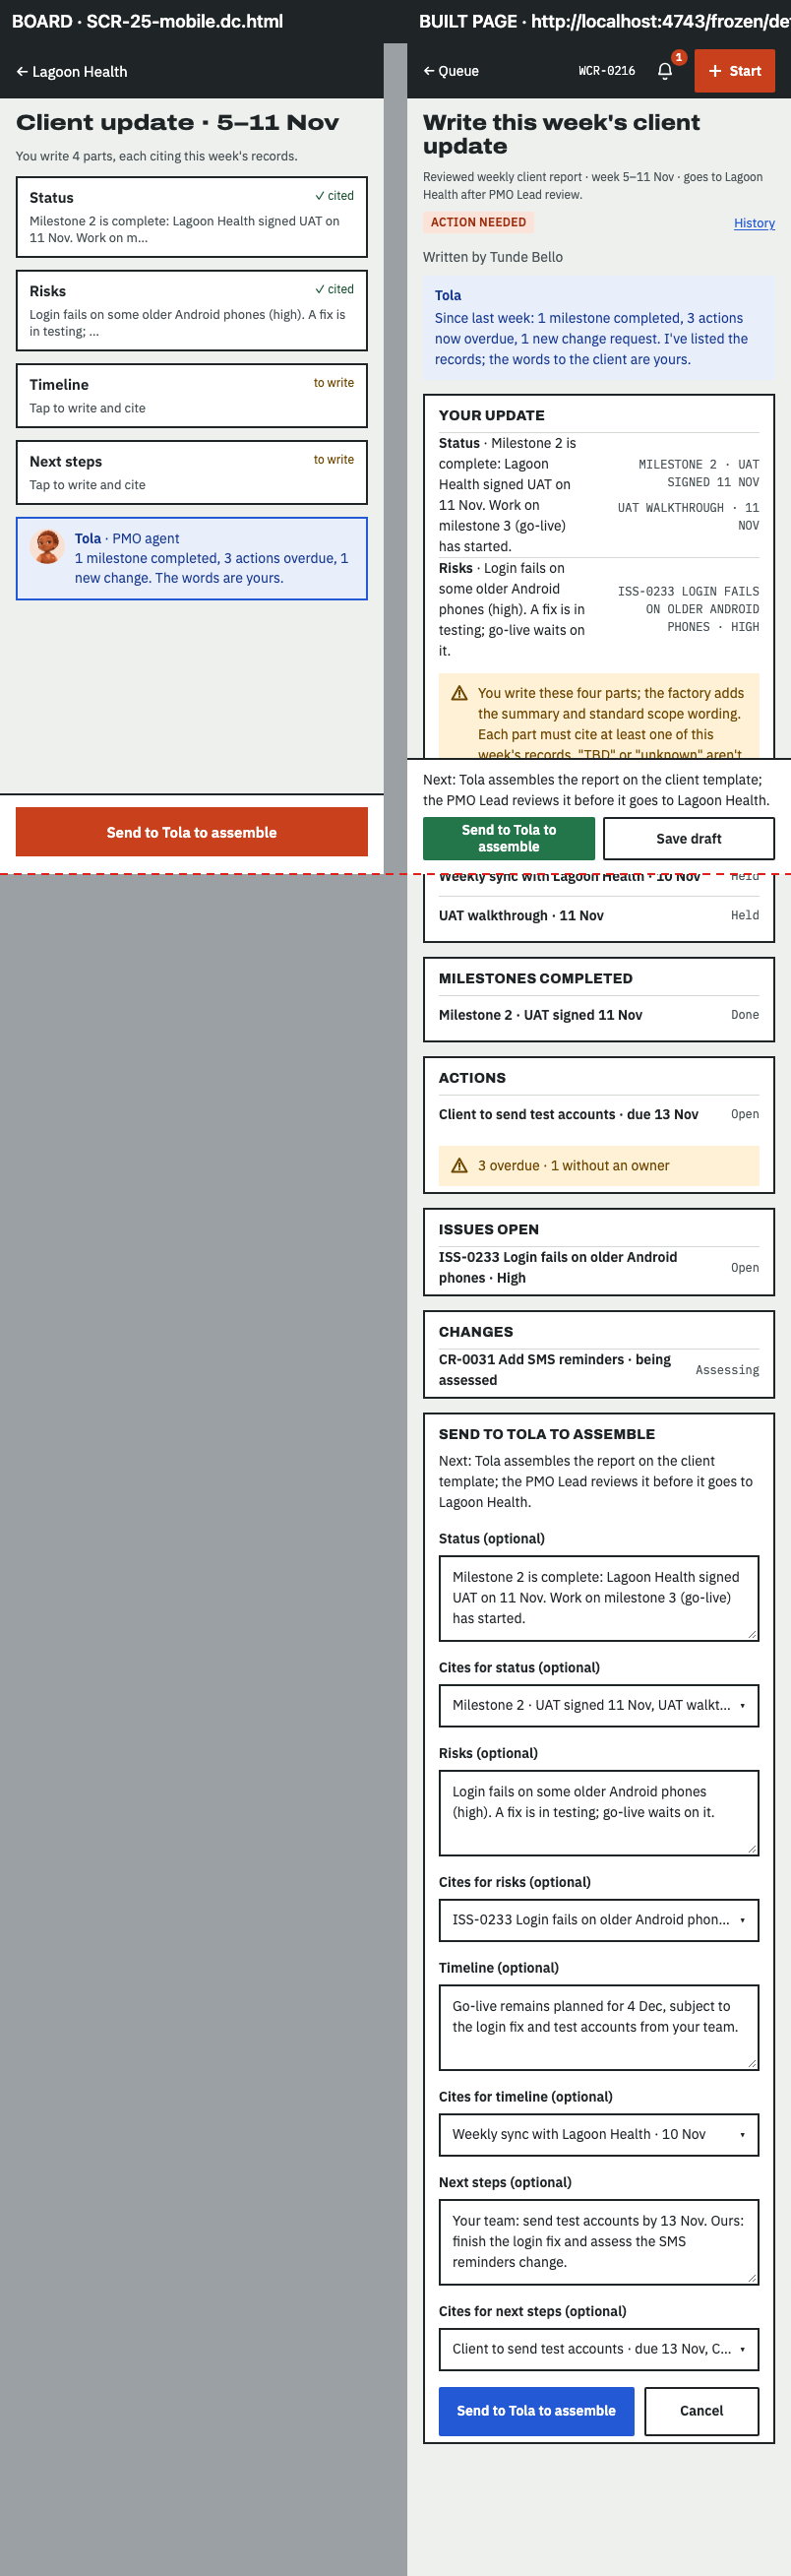 BOARD · SCR-25-mobile.dc.html
← Lagoon Health
Client update · 5–11 Nov
You write 4 parts, each citing this week's records.
Status
✓ cited
Milestone 2 is complete: Lagoon Health signed UAT on
11 Nov. Work on m...
Risks
✓ cited
Login fails on some older Android phones (high). A fix is
in testing; ...
Timeline
to write
Tap to write and cite
Next steps
to write
Tap to write and cite
Tola · PMO agent
1 milestone completed, 3 actions overdue, 1
new change. The words are yours.
Send to Tola to assemble
BUILT PAGE · http://localhost:4743/frozen/de
← Queue
WCR-0216
1
+ Start
Write this week's client
update
Reviewed weekly client report · week 5–11 Nov · goes to Lagoon
Health after PMO Lead review.
ACTION NEEDED
History
Written by Tunde Bello
Tola
Since last week: 1 milestone completed, 3 actions
now overdue, 1 new change request. I've listed the
records; the words to the client are yours.
YOUR UPDATE
Status · Milestone 2 is
complete: Lagoon
Health signed UAT on
11 Nov. Work on
milestone 3 (go-live)
has started.
MILESTONE 2 · UAT
SIGNED 11 NOV
UAT WALKTHROUGH · 11
NOV
Risks · Login fails on
some older Android
phones (high). A fix is in
testing; go-live waits on
it.
ISS-0233 LOGIN FAILS
ON OLDER ANDROID
PHONES · HIGH
You write these four parts; the factory adds
the summary and standard scope wording.
Each part must cite at least one of this
week's records. "TBD" or "unknown" aren't
Next: Tola assembles the report on the client template;
the PMO Lead reviews it before it goes to Lagoon Health.
Send to Tola to
assemble
Save draft
Weekly sync with Lagoon Health · 10 Nov
Held
UAT walkthrough · 11 Nov
Held
MILESTONES COMPLETED
Milestone 2 · UAT signed 11 Nov
Done
ACTIONS
Client to send test accounts · due 13 Nov
Open
3 overdue · 1 without an owner
ISSUES OPEN
ISS-0233 Login fails on older Android
phones · High
Open
CHANGES
CR-0031 Add SMS reminders · being
assessed
Assessing
SEND TO TOLA TO ASSEMBLE
Next: Tola assembles the report on the client
template; the PMO Lead reviews it before it goes to
Lagoon Health.
Status (optional)
Milestone 2 is complete: Lagoon Health signed
UAT on 11 Nov. Work on milestone 3 (go-live)
has started.
Cites for status (optional)
Milestone 2 · UAT signed 11 Nov, UAT walkt...
Risks (optional)
Login fails on some older Android phones
(high). A fix is in testing; go-live waits on it.
Cites for risks (optional)
ISS-0233 Login fails on older Android phon...
Timeline (optional)
Go-live remains planned for 4 Dec, subject to
the login fix and test accounts from your team.
Cites for timeline (optional)
Weekly sync with Lagoon Health · 10 Nov
Next steps (optional)
Your team: send test accounts by 13 Nov. Ours:
finish the login fix and assess the SMS
reminders change.
Cites for next steps (optional)
Client to send test accounts · due 13 Nov, C...
Send to Tola to assemble
Cancel